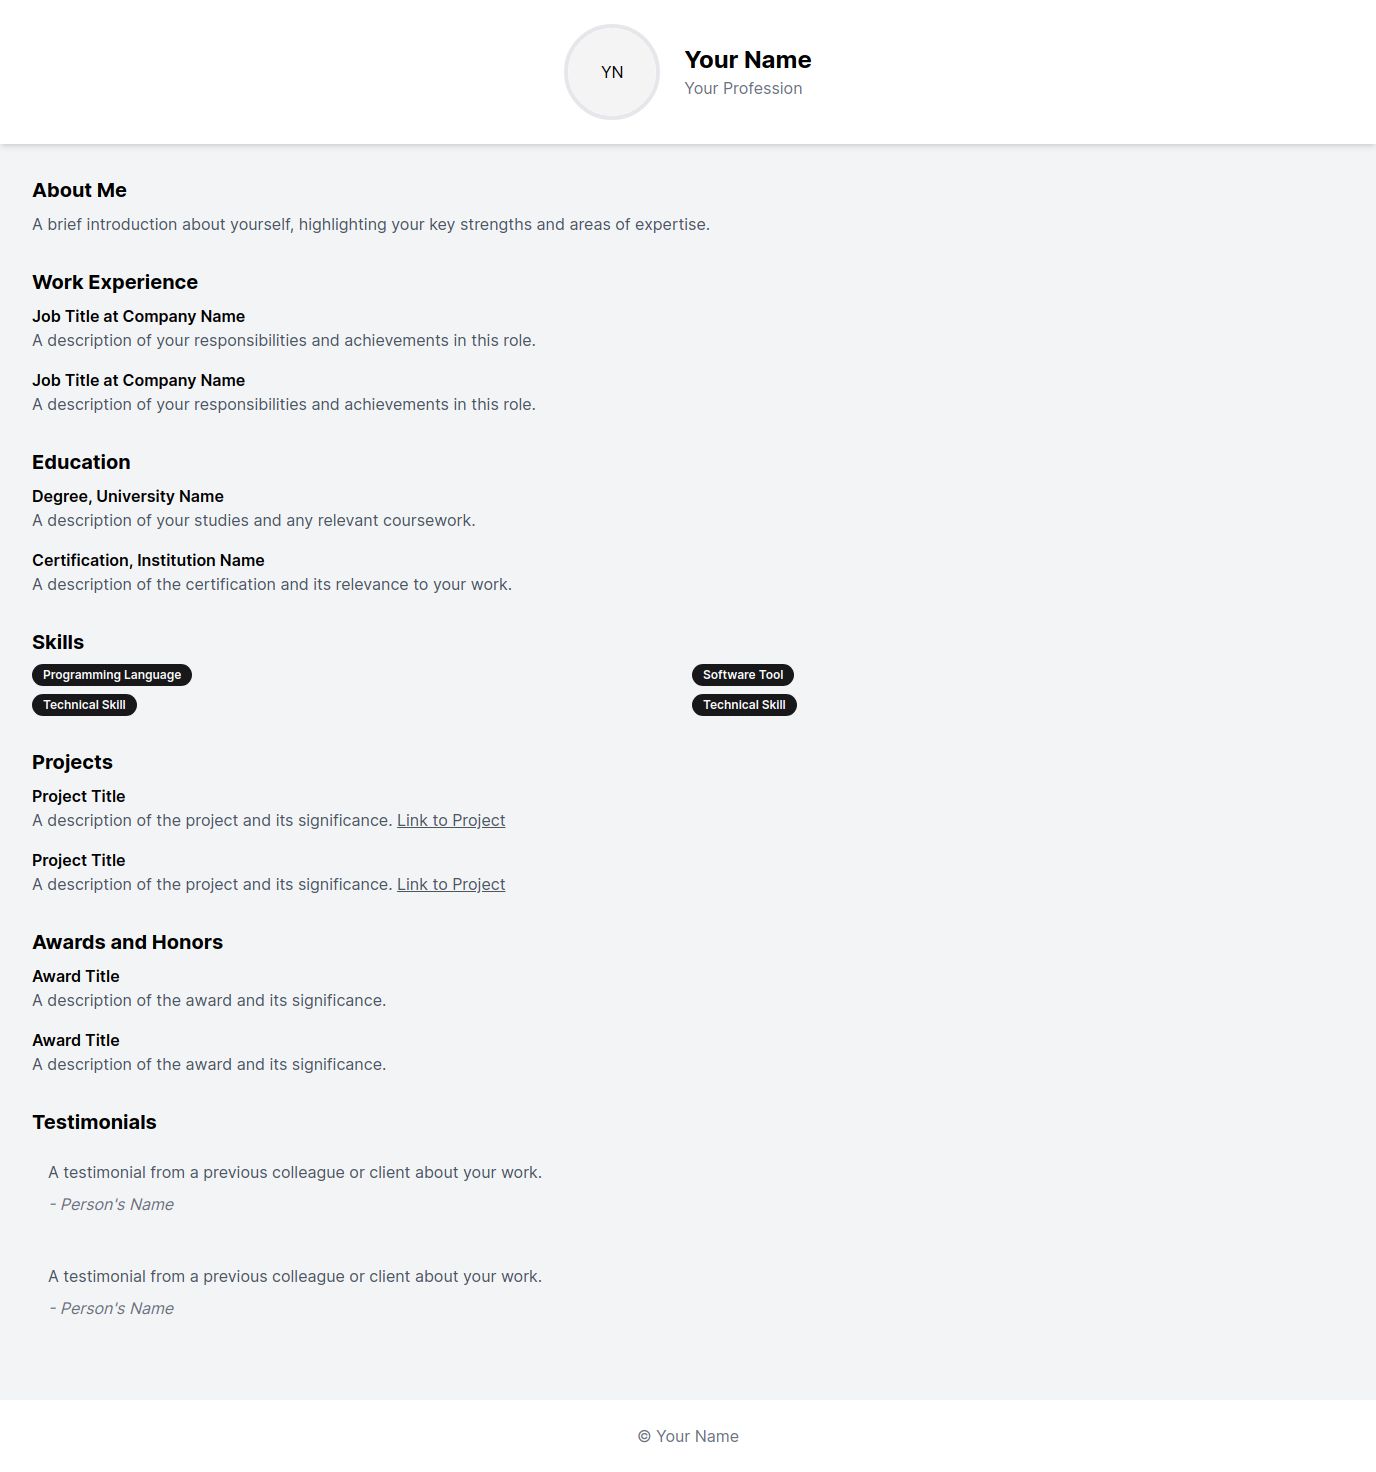 YN
Your Name
Your Profession
About Me
A brief introduction about yourself, highlighting your key strengths and areas of expertise.
Work Experience
Job Title at Company Name
A description of your responsibilities and achievements in this role.
Job Title at Company Name
A description of your responsibilities and achievements in this role.
Education
Degree, University Name
A description of your studies and any relevant coursework.
Certification, Institution Name
A description of the certification and its relevance to your work.
Skills
Programming Language
Software Tool
Technical Skill
Technical Skill
Projects
Project Title
A description of the project and its significance. Link to Project
Project Title
A description of the project and its significance. Link to Project
Awards and Honors
Award Title
A description of the award and its significance.
Award Title
A description of the award and its significance.
Testimonials
A testimonial from a previous colleague or client about your work.
- Person's Name
A testimonial from a previous colleague or client about your work.
- Person's Name
© Your Name